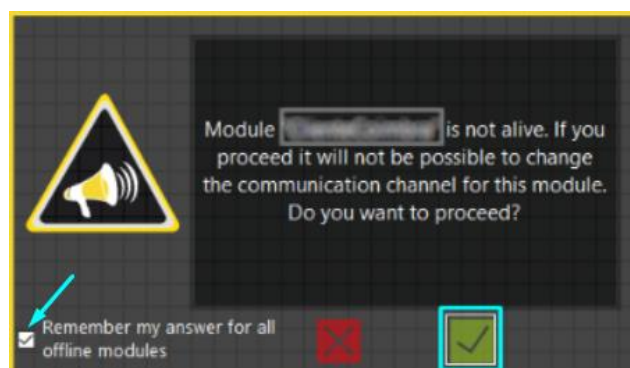 Module is not alive. If you
proceed it will not be possible to change
the communication channel for this module.
Do you want to proceed?
Remember my answer for all
offline modules